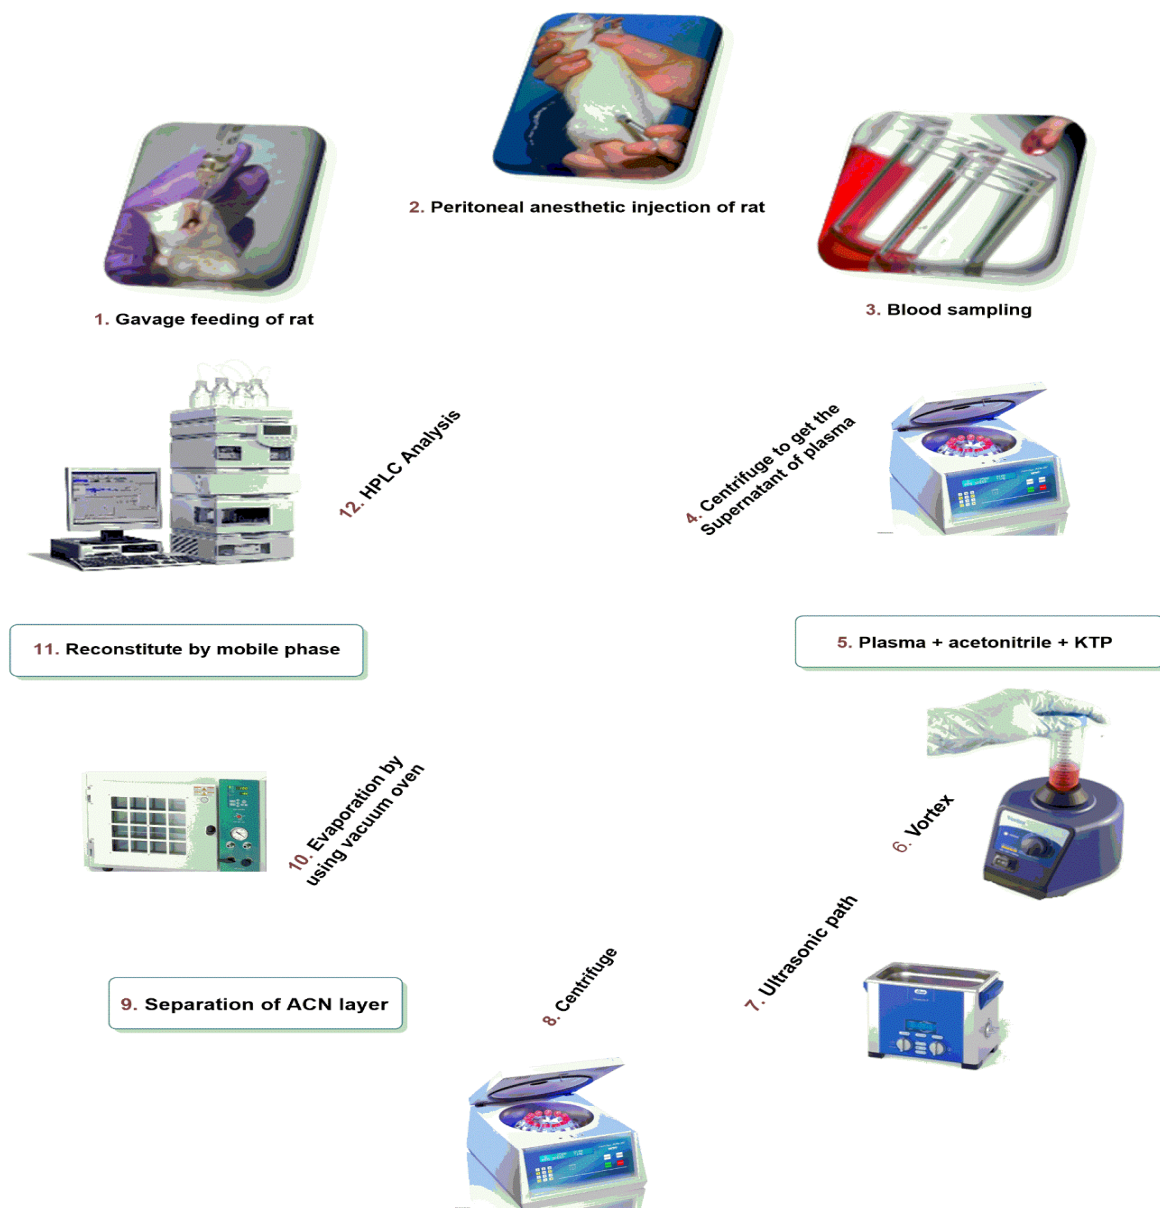 1. Gavage feeding of rat
2. Peritoneal anesthetic injection of rat
3. Blood sampling
4. Centrifuge to get the
Supernatant of plasma
5. Plasma + acetonitrile + KTP
6. Vortex
7. Ultrasonic path
8. Centrifuge
9. Separation of ACN layer
10. Evaporation by
using vacuum oven
11. Reconstitute by mobile phase
12. HPLC Analysis